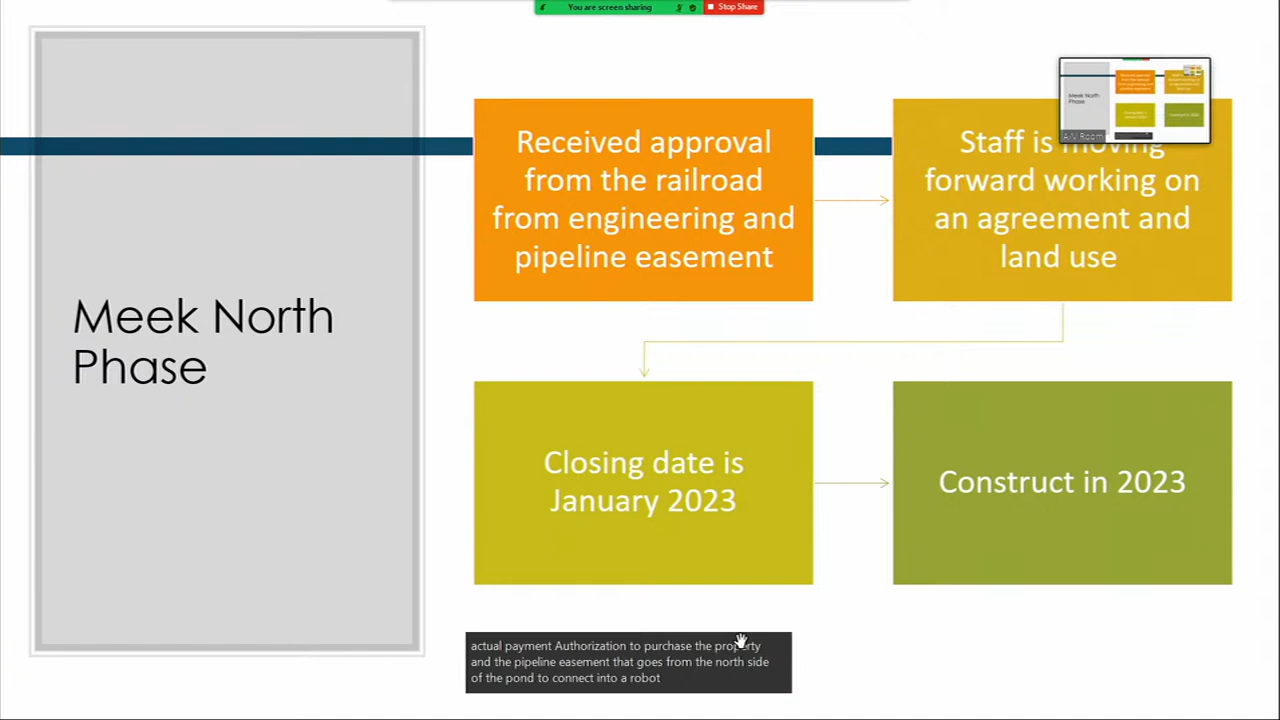 You are screen sharing
Stop Share
Meek North
Phase
Received approval
from the railroad
from engineering and
pipeline easement
Staff is moving
forward working on
an agreement and
land use
A/V Room
Closing date is
January 2023
Construct in 2023
actual payment Authorization to purchase the property
and the pipeline easement that goes from the north side
of the pond to connect into a robot